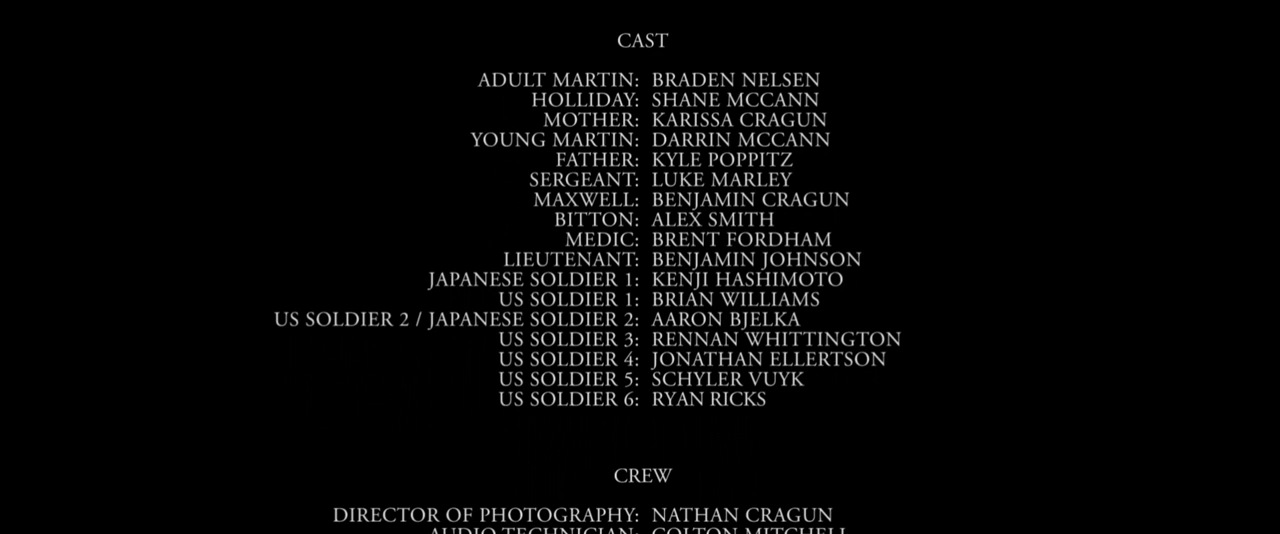 CAST
ADULT MARTIN: BRADEN NELSEN
HOLLIDAY: SHANE MCCANN
MOTHER: KARISSA CRAGUN
YOUNG MARTIN: DARRIN MCCANN
FATHER: KYLE POPPITZ
SERGEANT: LUKE MARLEY
MAXWELL: BENJAMIN CRAGUN
BITTON: ALEX SMITH
MEDIC: BRENT FORDHAM
LIEUTENANT: BENJAMIN JOHNSON
JAPANESE SOLDIER 1: KENJI HASHIMOTO
US SOLDIER 1: BRIAN WILLIAMS
US SOLDIER 2 / JAPANESE SOLDIER 2: AARON BJELKA
US SOLDIER 3: RENNAN WHITTINGTON
US SOLDIER 4: JONATHAN ELLERTSON
US SOLDIER 5: SCHYLER VUYK
US SOLDIER 6: RYAN RICKS
CREW
DIRECTOR OF PHOTOGRAPHY: NATHAN CRAGUN
AUDIO TECHNICIAN: COLTON MITCHELL